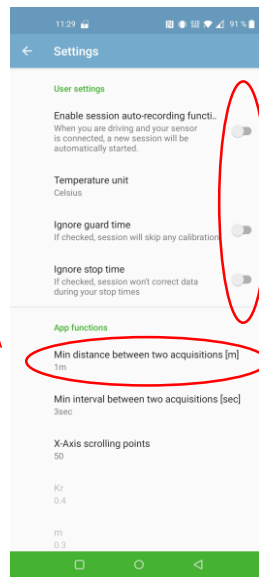 11:29 91 %
Settings
User settings
Enable session auto-recording functi..
When you are driving and your sensor
is connected, a new session will be
automatically started.
Temperature unit
Celsius
Ignore guard time
If checked, session will skip any calibration
Ignore stop time
If checked, session won't correct data
during your stop times
App functions
Min distance between two acquisitions [m]
1m
Min interval between two acquisitions [sec]
3sec
X-Axis scrolling points
50
Kr
0.4
m
0.3